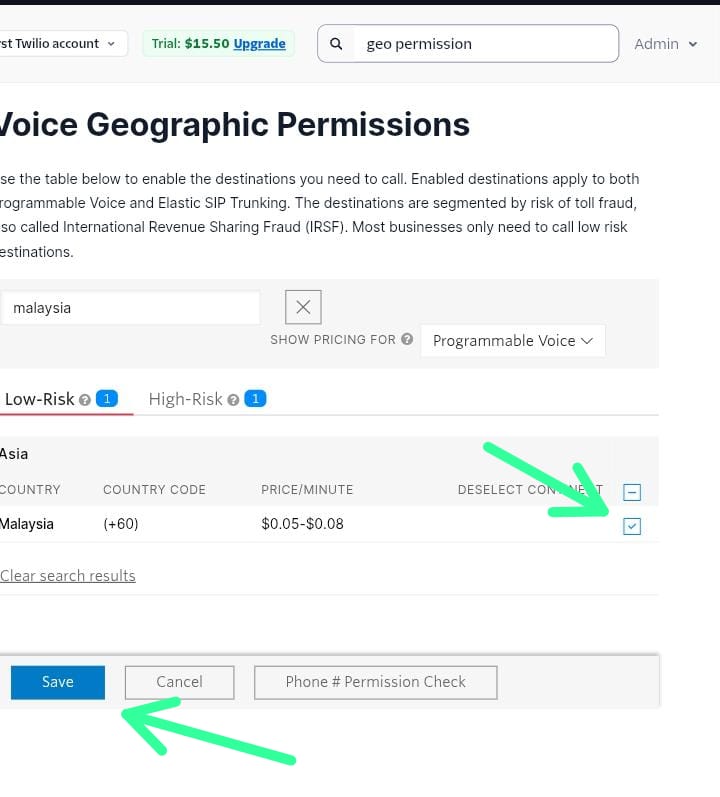 rst Twilio account
Trial: $15.50 Upgrade
geo permission
Admin
Voice Geographic Permissions
se the table below to enable the destinations you need to call. Enabled destinations apply to both
rogrammable Voice and Elastic SIP Trunking. The destinations are segmented by risk of toll fraud,
so called International Revenue Sharing Fraud (IRSF). Most businesses only need to call low risk
estinations.
malaysia
SHOW PRICING FOR ? Programmable Voice
Low-Risk ? 1 High-Risk ? 1
Asia
COUNTRY COUNTRY CODE PRICE/MINUTE DESELECT CONTINENT
Malaysia (+60) $0.05-$0.08
Clear search results
Save Cancel Phone # Permission Check